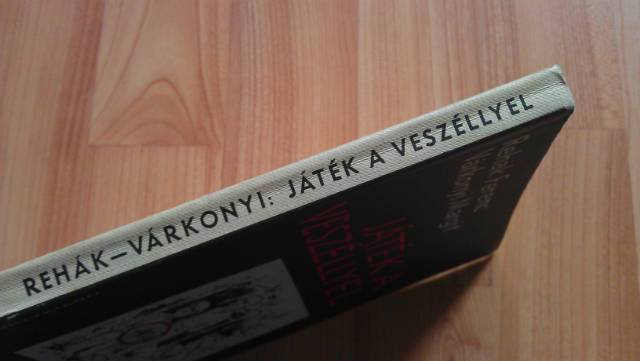 REHÁK—VÁRKONYI: JÁTÉK A VESZÉLLYEL
JÁTÉK A
VESZÉLLYEL